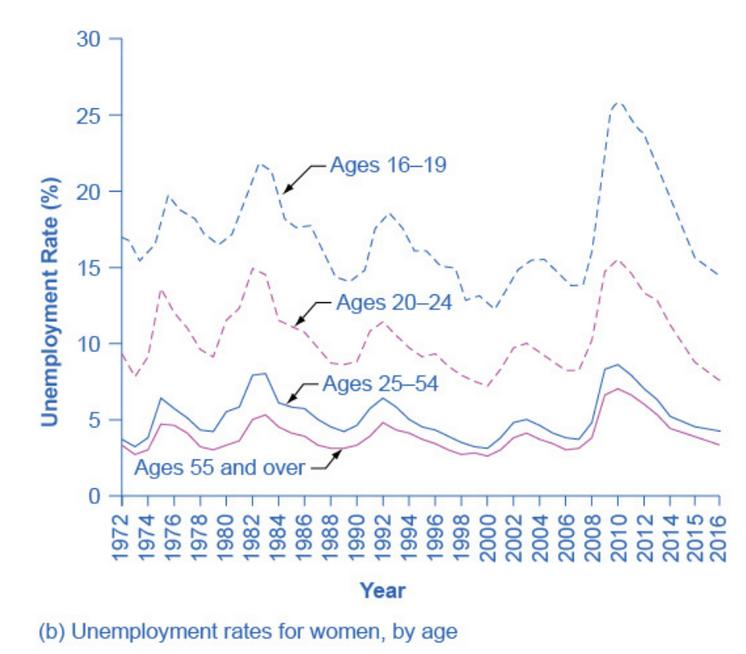 30
25
20
15
10
5
0
Unemployment Rate (%)
Ages 16–19
Ages 20–24
Ages 25–54
Ages 55 and over
1972 1974 1976 1978 1980 1982 1984 1986 1988 1990 1992 1994 1996 1998 2000 2002 2004 2006 2008 2010 2012 2014 2015 2016
Year
(b) Unemployment rates for women, by age